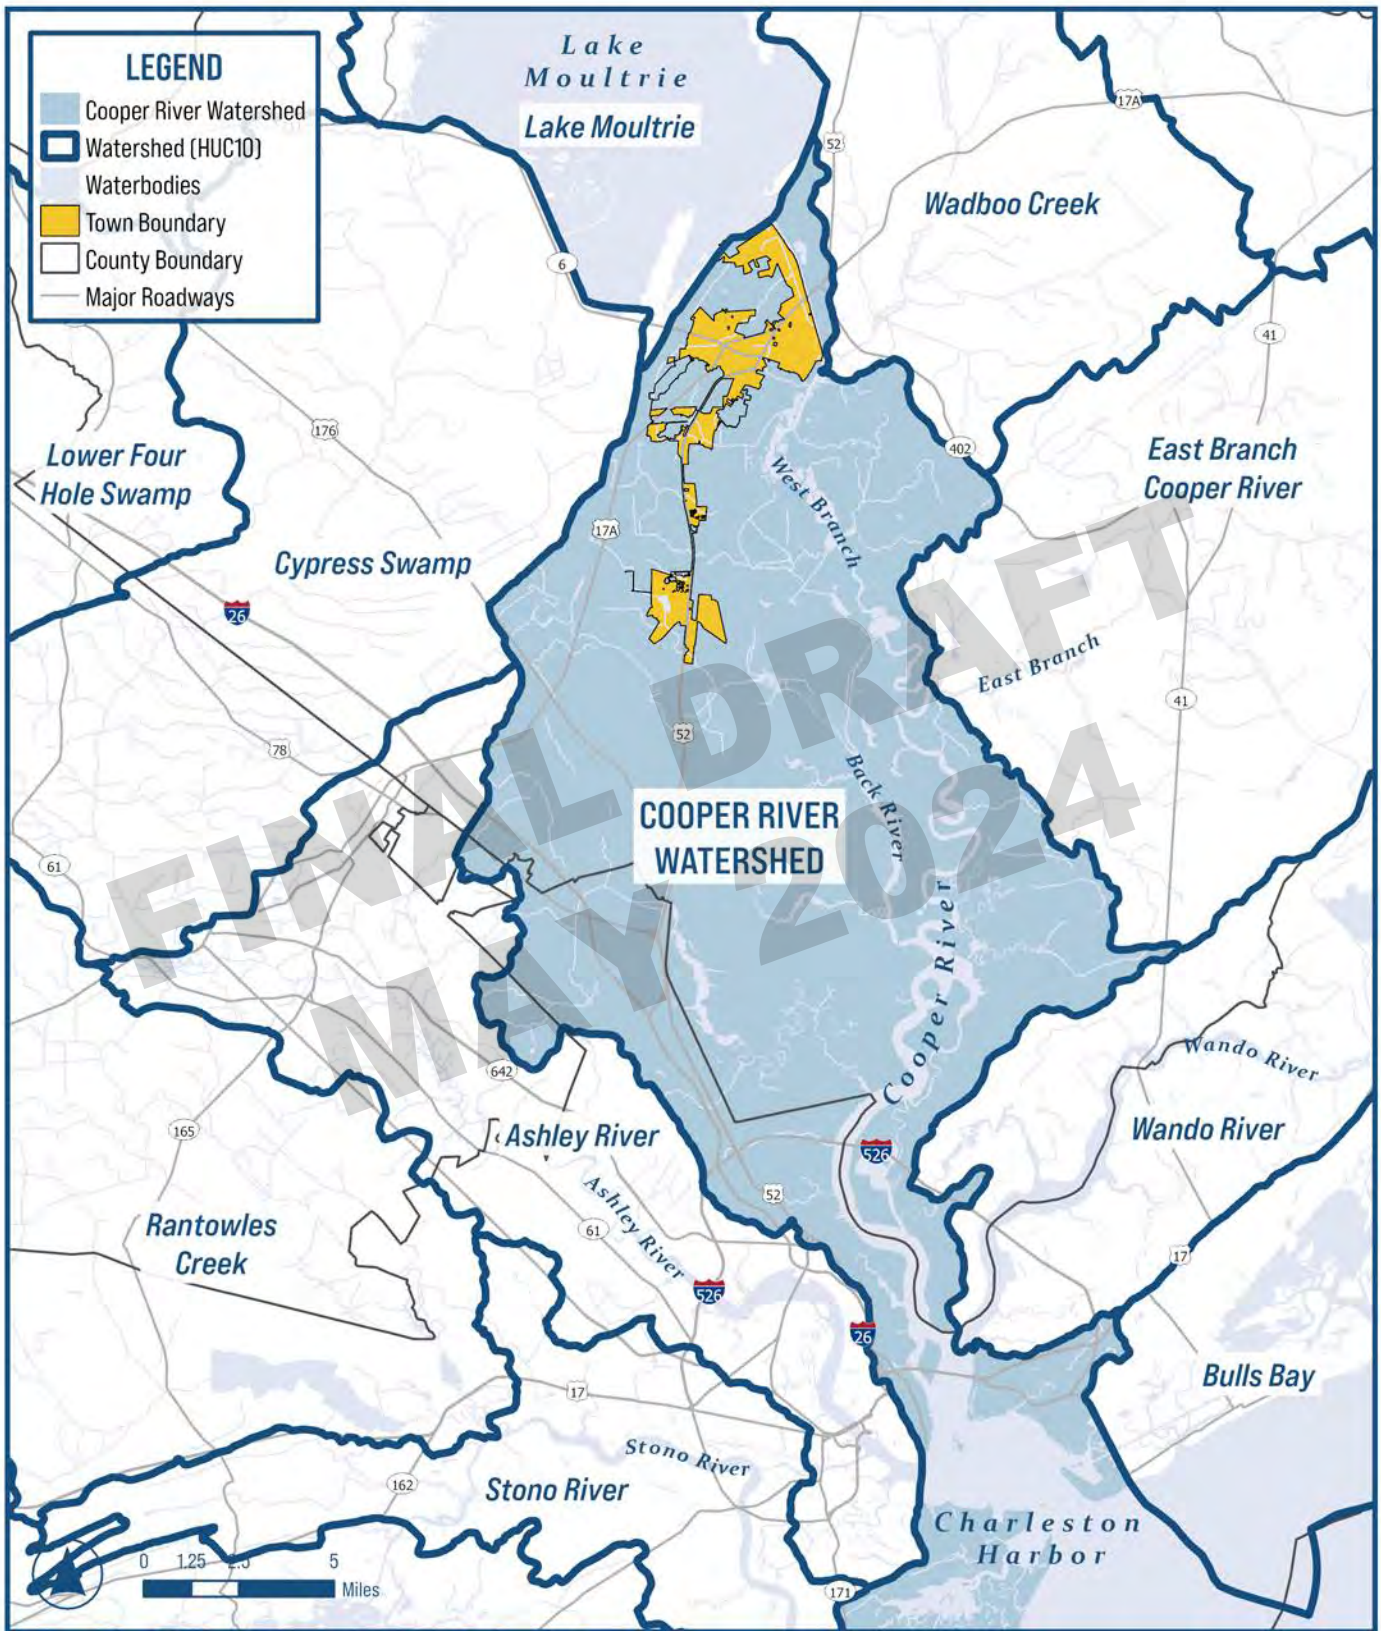 LEGEND
Cooper River Watershed
Watershed (HUC10)
Waterbodies
Town Boundary
County Boundary
Major Roadways
Lake
Moultrie
Lake Moultrie
17A
52
Wadboo Creek
6
41
176
402
Lower Four
Hole Swamp
East Branch
Cooper River
West Branch
17A
Cypress Swamp
26
East Branch
41
52
78
Back River
COOPER RIVER
WATERSHED
61
Cooper River
FINAL DRAFT
MAY 2024
Wando River
642
165
Ashley River
526
Wando River
Ashley River
52
61
Rantowles
Creek
17
526
26
Bulls Bay
17
Stono River
162
Stono River
Charleston
Harbor
0 1.25 2.5 5
Miles
171